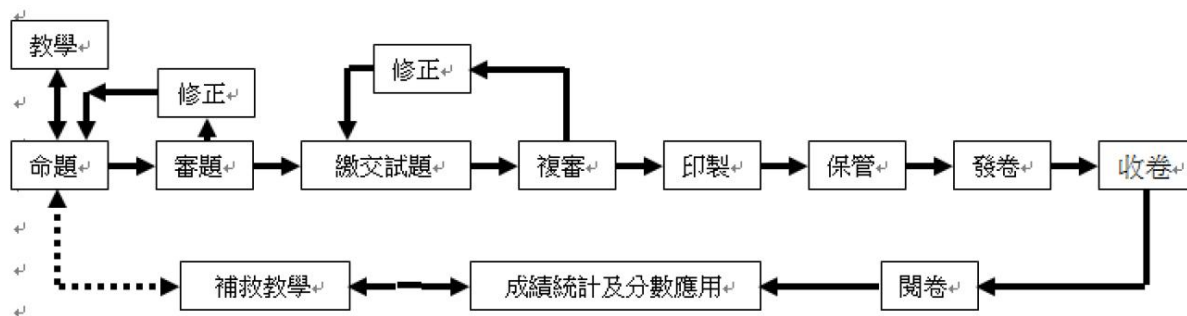 教學
修正
修正
命題
審題
繳交試題
複審
印製
保管
發卷
收卷
補救教學
成績統計及分數應用
閱卷